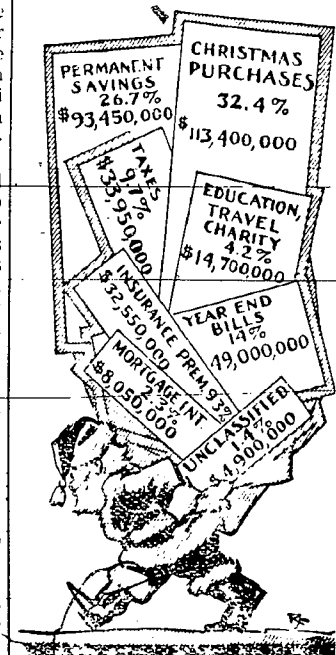 PERMANENT
SAVINGS
26.7%
$93,450,000
CHRISTMAS
PURCHASES
32.4%
$113,400,000
TAXES
9.7%
$33,950,000
EDUCATION,
TRAVEL
CHARITY
4.2%
$14,700,000
INSURANCE PREM. 9.3%
$32,550,000
YEAR END
BILLS
14%
49,000,000
MORTGAGE INT.
2.3%
$8,050,000
UNCLASSIFIED
1.4%
$4,900,000